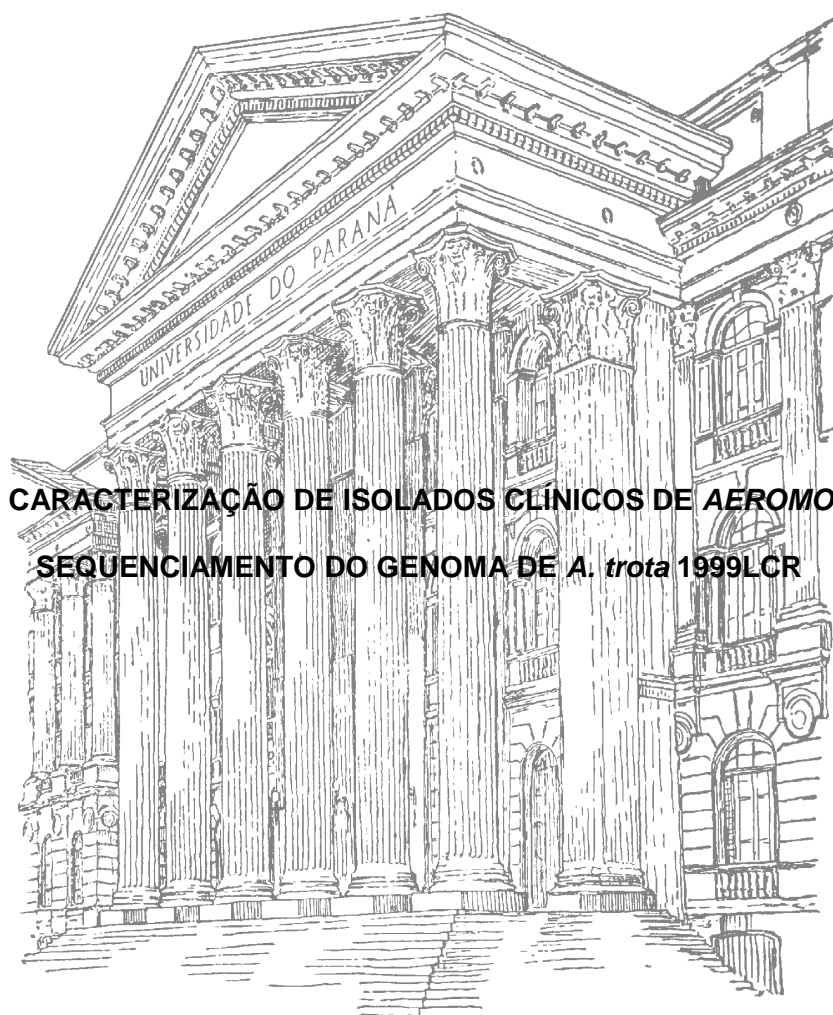 UNIVERSIDADE DO PARANÁ
CARACTERIZAÇÃO DE ISOLADOS CLÍNICOS DE AEROMO
SEQUENCIAMENTO DO GENOMA DE A. trota 1999LCR